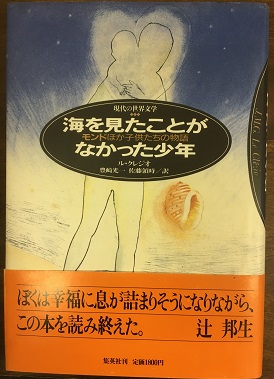 現代の世界文学
海を見たことが
モンドほか子供たちの物語
なかった少年
ル・クレジオ
豊崎光一・佐藤領時/訳
J.M.G. Le Clézio
ぼくは幸福に息が詰まりそうになりながら、
この本を読み終えた。 辻 邦生
集英社刊 定価1800円